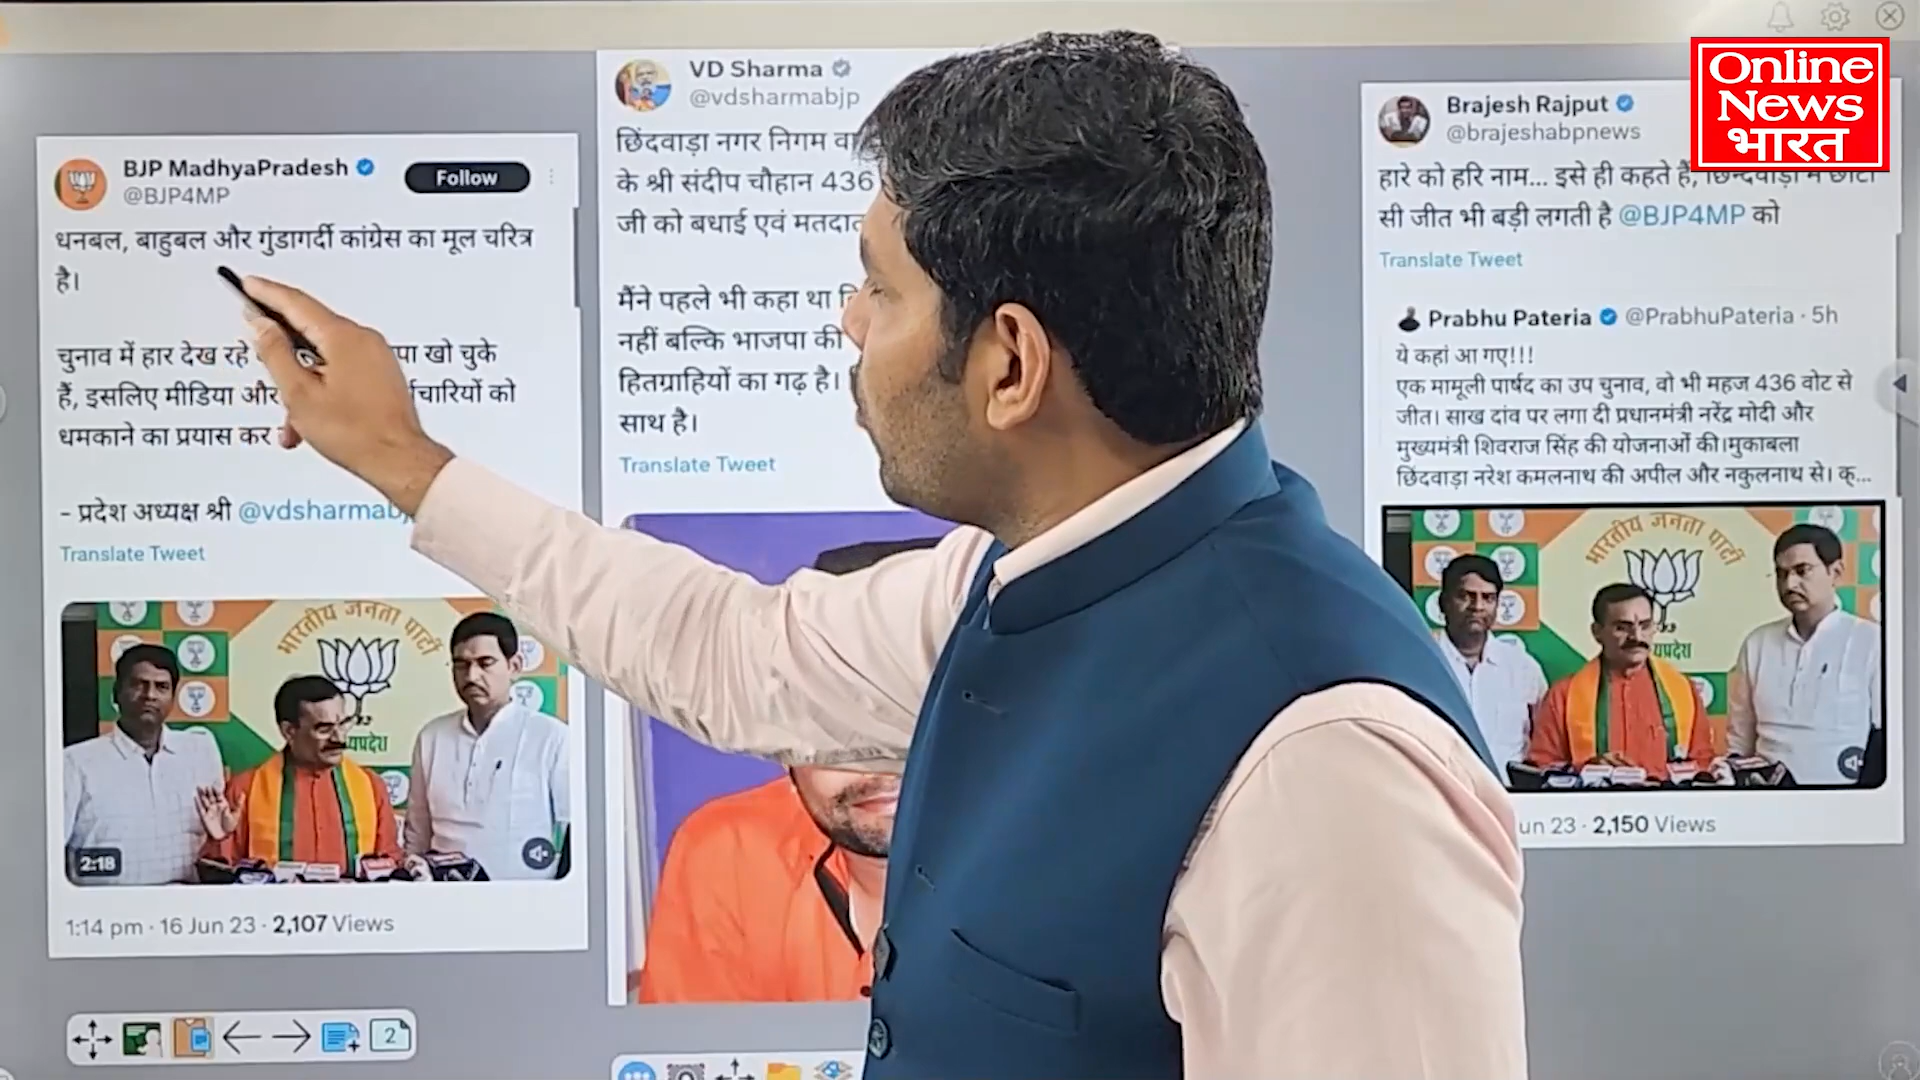 BJP MadhyaPradesh
@BJP4MP
Follow
धनबल, बाहुबल और गुंडागर्दी कांग्रेस का मूल चरित्र
है।
चुनाव में हार देख रहे पा खो चुके
हैं, इसलिए मीडिया और र्चारियों को
धमकाने का प्रयास कर
- प्रदेश अध्यक्ष श्री @vdsharmabj
Translate Tweet
भारतीय जनता पार्टी
2:18
1:14 pm · 16 Jun 23 · 2,107 Views
2
VD Sharma
@vdsharmabjp
छिंदवाड़ा नगर निगम वा
के श्री संदीप चौहान 436
जी को बधाई एवं मतदात
मैंने पहले भी कहा था
नहीं बल्कि भाजपा की
हितग्राहियों का गढ़ है।
साथ है।
Translate Tweet
Brajesh Rajput
@brajeshabpnews
हारे को हरि नाम... इसे ही कहते हैं, छिन्दवाड़ा में छोटी
सी जीत भी बड़ी लगती है @BJP4MP को
Translate Tweet
Prabhu Pateria @PrabhuPateria · 5h
ये कहां आ गए!!!
एक मामूली पार्षद का उप चुनाव, वो भी महज 436 वोट से
जीत। साख दांव पर लगा दी प्रधानमंत्री नरेंद्र मोदी और
मुख्यमंत्री शिवराज सिंह की योजनाओं की।मुकाबला
छिंदवाड़ा नरेश कमलनाथ की अपील और नकुलनाथ से। क्...
भारतीय जनता पार्टी
un 23 · 2,150 Views
Online
News
भारत